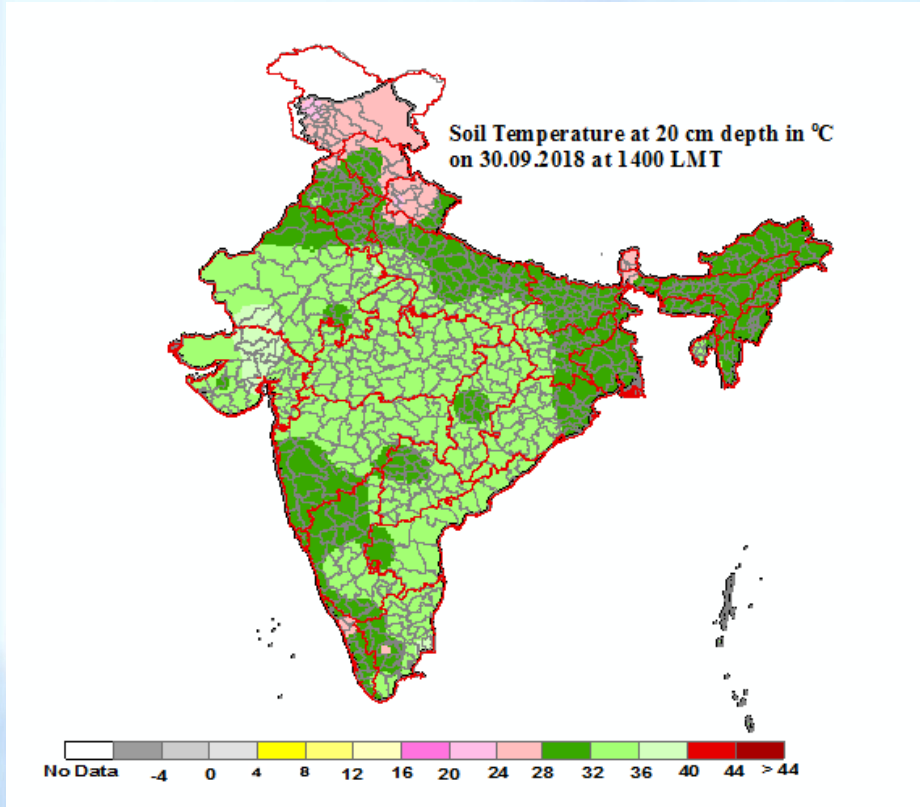 Soil Temperature at 20 cm depth in °C
on 30.09.2018 at 1400 LMT
No Data -4 0 4 8 12 16 20 24 28 32 36 40 44 > 44